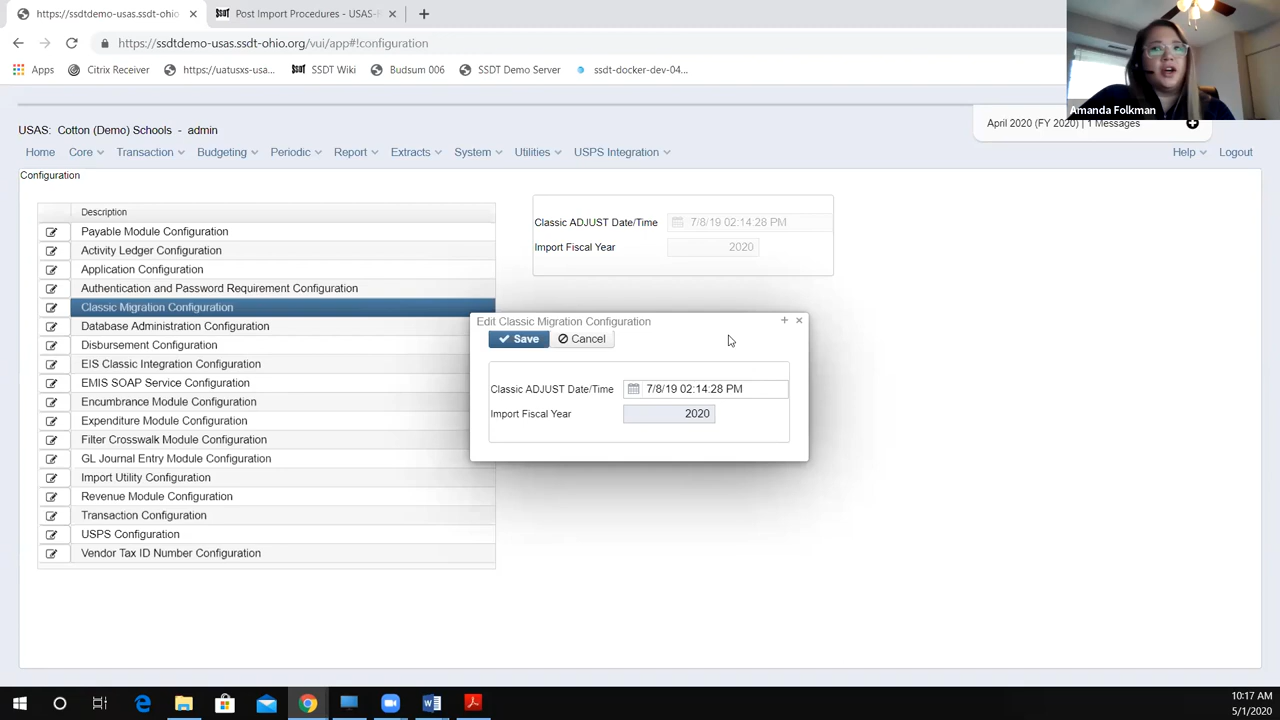 https://ssdtdemo-usas.ssdt-ohio.org/
SSDT Post Import Procedures - USAS-
https://ssdtdemo-usas.ssdt-ohio.org/vui/app#!configuration
Apps Citrix Receiver https://uatusxs-usa... SSDT SSDT Wiki Budsum 006 SSDT Demo Server ssdt-docker-dev-04...
Amanda Folkman
USAS: Cotton (Demo) Schools - admin
April 2020 (FY 2020) | 1 Messages
Home Core Transaction Budgeting Periodic Report Extracts System Utilities USPS Integration Help Logout
Configuration
Description
Payable Module Configuration
Activity Ledger Configuration
Application Configuration
Authentication and Password Requirement Configuration
Classic Migration Configuration
Database Administration Configuration
Disbursement Configuration
EIS Classic Integration Configuration
EMIS SOAP Service Configuration
Encumbrance Module Configuration
Expenditure Module Configuration
Filter Crosswalk Module Configuration
GL Journal Entry Module Configuration
Import Utility Configuration
Revenue Module Configuration
Transaction Configuration
USPS Configuration
Vendor Tax ID Number Configuration
Classic ADJUST Date/Time 7/8/19 02:14:28 PM
Import Fiscal Year 2020
Edit Classic Migration Configuration
Save Cancel
Classic ADJUST Date/Time 7/8/19 02:14:28 PM
Import Fiscal Year 2020
10:17 AM
5/1/2020